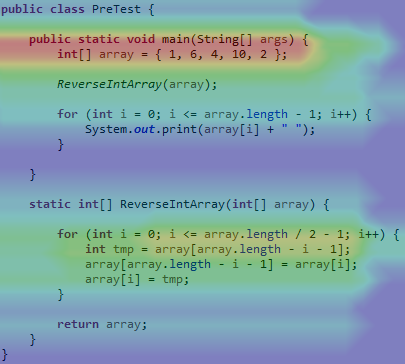 public class PreTest {
public static void main(String[] args) {
int[] array = { 1, 6, 4, 10, 2 };
ReverseIntArray(array);
for (int i = 0; i <= array.length - 1; i++) {
System.out.print(array[i] + " ");
}
}
static int[] ReverseIntArray(int[] array) {
for (int i = 0; i <= array.length / 2 - 1; i++) {
int tmp = array[array.length - i - 1];
array[array.length - i - 1] = array[i];
array[i] = tmp;
}
return array;
}
}